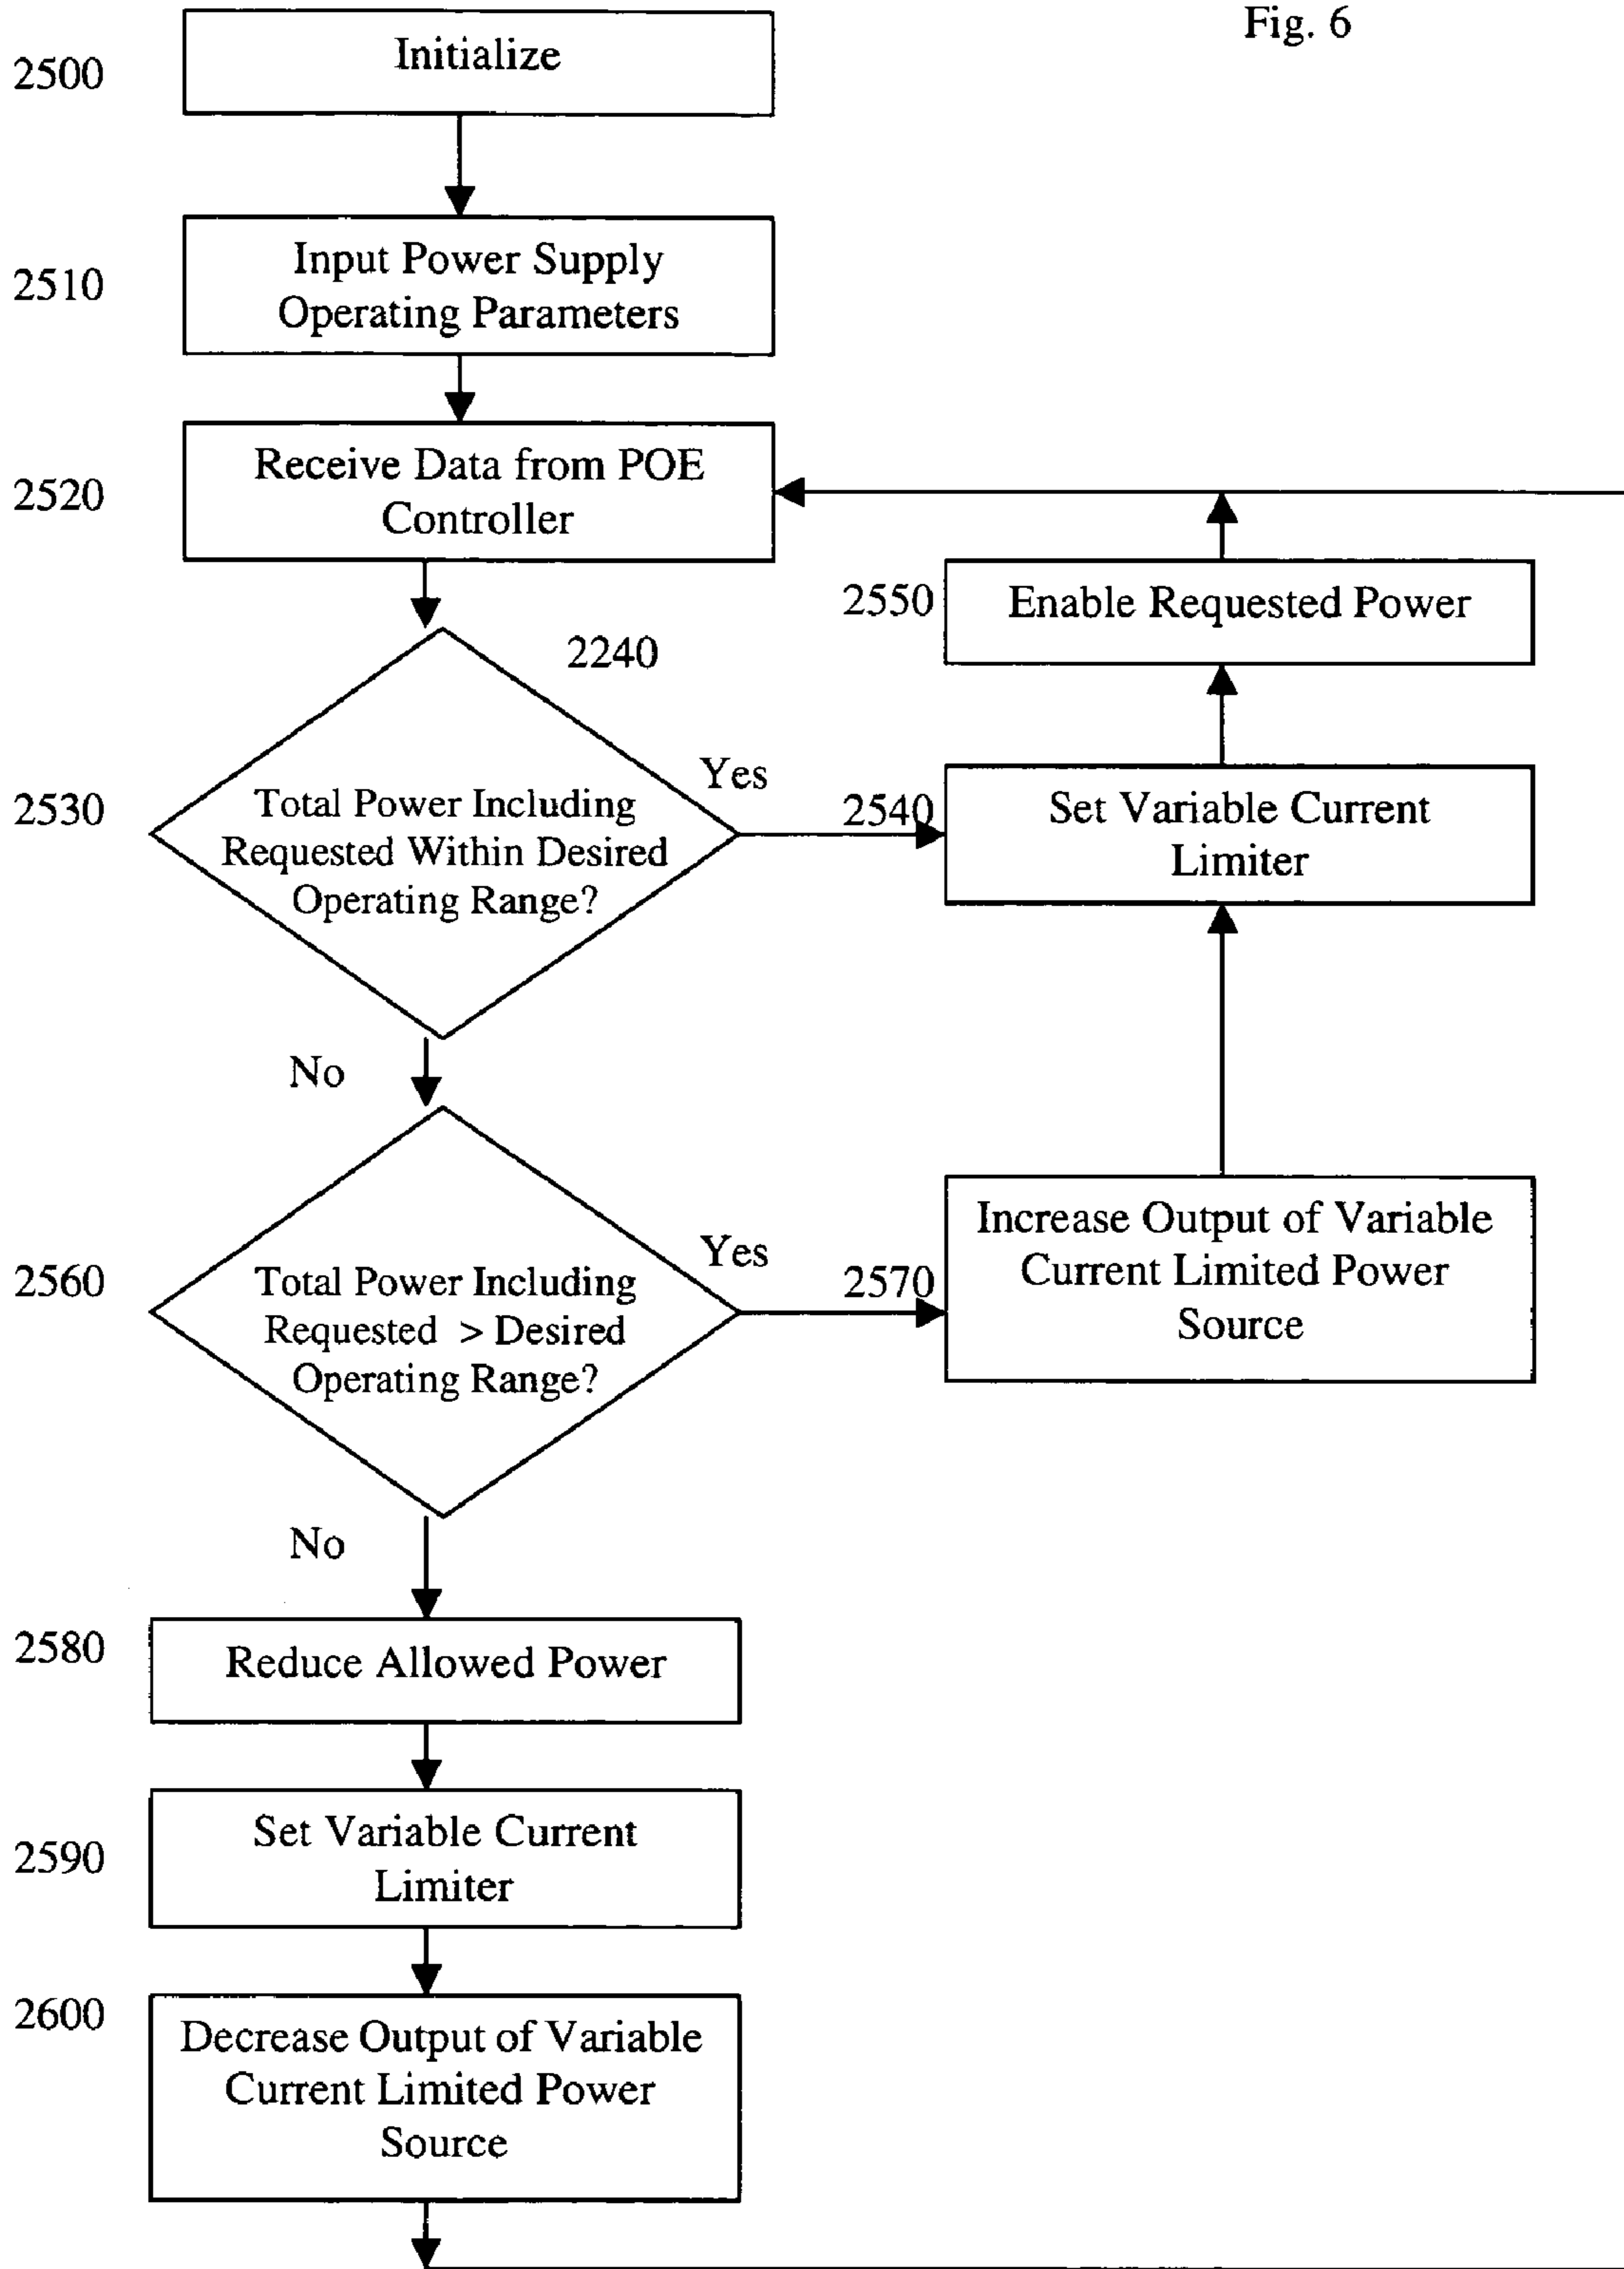 Fig. 6
2500
Initialize
2510
Input Power Supply
Operating Parameters
2520
Receive Data from POE
Controller
2550
Enable Requested Power
2240
2530
Total Power Including
Requested Within Desired
Operating Range?
Yes
2540
Set Variable Current
Limiter
No
2560
Total Power Including
Requested > Desired
Operating Range?
Yes
2570
Increase Output of Variable
Current Limited Power
Source
No
2580
Reduce Allowed Power
2590
Set Variable Current
Limiter
2600
Decrease Output of Variable
Current Limited Power
Source